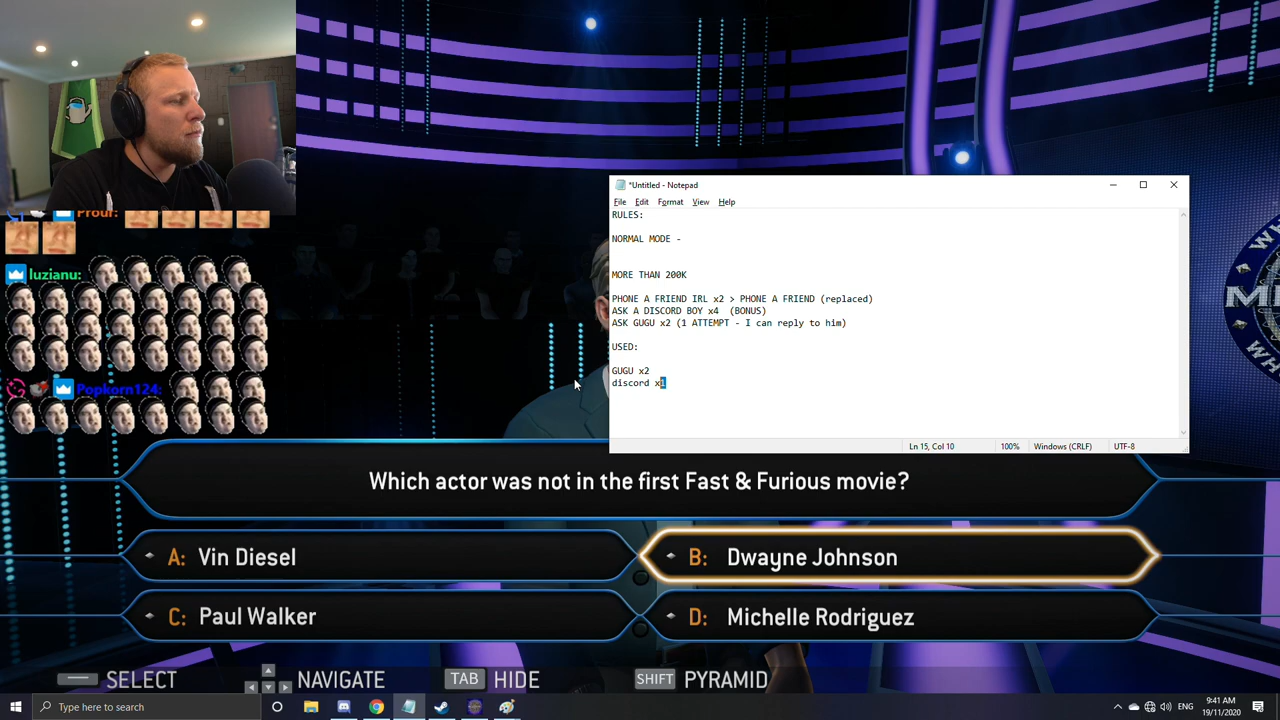 Prour:
luzianu:
Popkorn124:
*Untitled - Notepad
File Edit Format View Help
RULES:
NORMAL MODE -
MORE THAN 200K
PHONE A FRIEND IRL x2 > PHONE A FRIEND (replaced)
ASK A DISCORD BOY x4 (BONUS)
ASK GUGU x2 (1 ATTEMPT - I can reply to him)
USED:
GUGU x2
discord x1
Ln 15, Col 10 100% Windows (CRLF) UTF-8
Which actor was not in the first Fast & Furious movie?
A: Vin Diesel
B: Dwayne Johnson
C: Paul Walker
D: Michelle Rodriguez
SELECT NAVIGATE TAB HIDE SHIFT PYRAMID
Type here to search
ENG
9:41 AM
19/11/2020